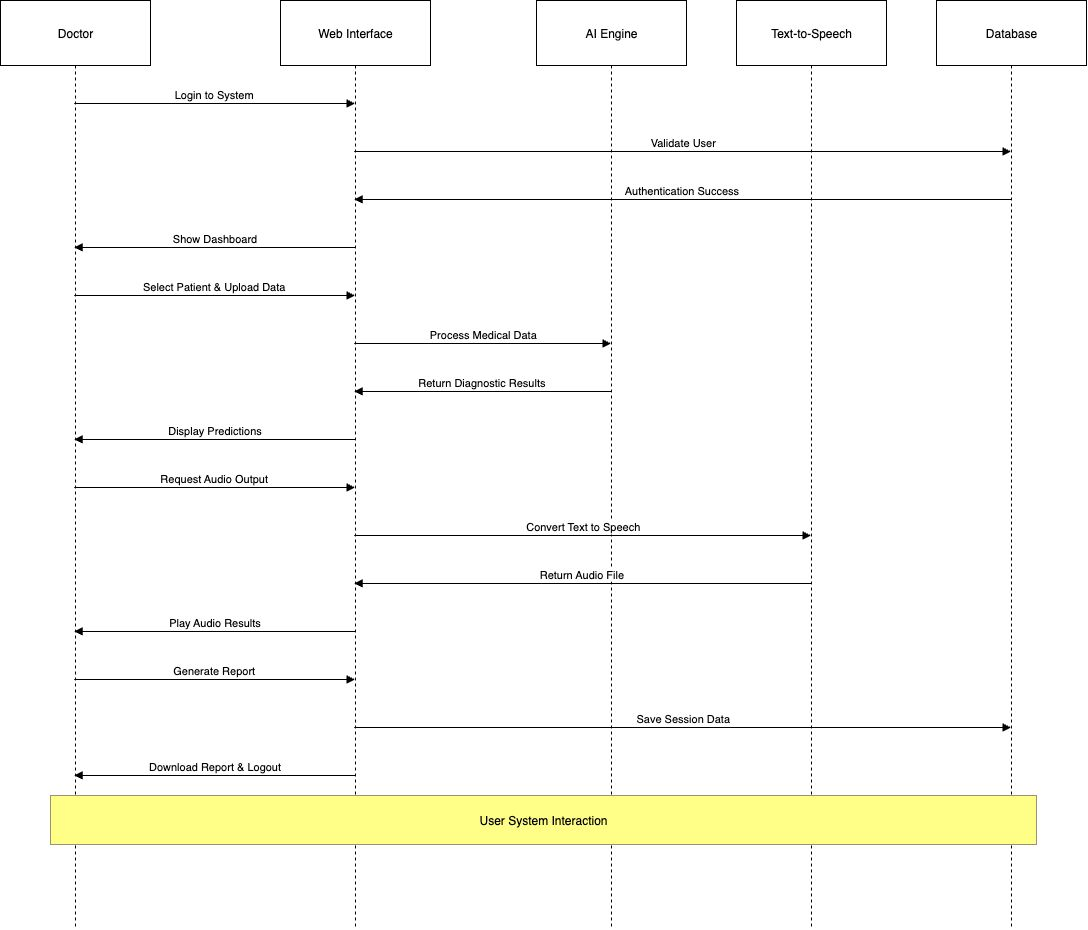 Doctor
Web Interface
AI Engine
Text-to-Speech
Database
Login to System
Validate User
Authentication Success
Show Dashboard
Select Patient & Upload Data
Process Medical Data
Return Diagnostic Results
Display Predictions
Request Audio Output
Convert Text to Speech
Return Audio File
Play Audio Results
Generate Report
Save Session Data
Download Report & Logout
User System Interaction